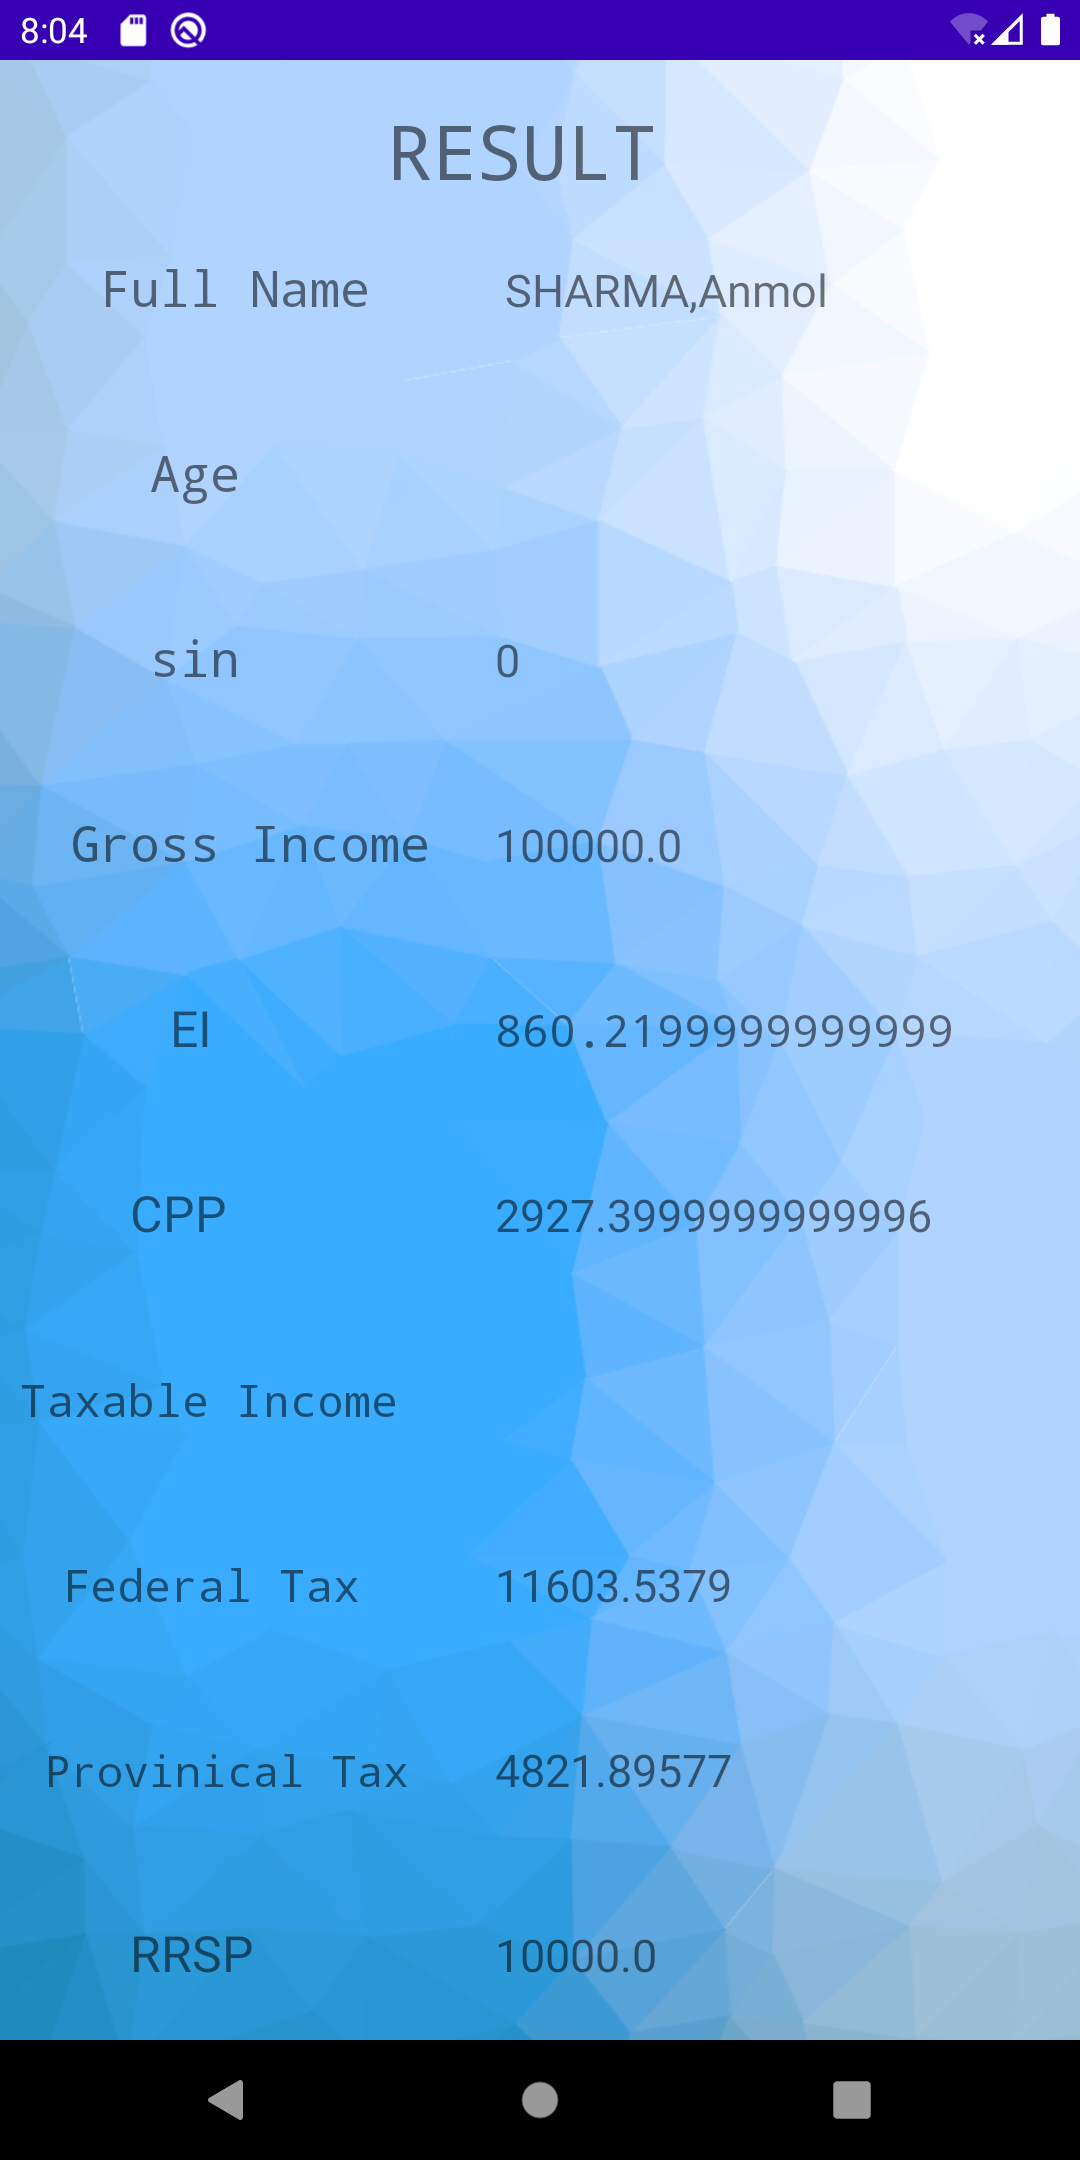 8:04
RESULT
Full Name SHARMA,Anmol
Age
sin 0
Gross Income 100000.0
EI 860.2199999999999
CPP 2927.3999999999996
Taxable Income
Federal Tax 11603.5379
Provinical Tax 4821.89577
RRSP 10000.0